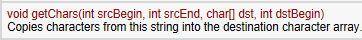 void getChars(int srcBegin, int srcEnd, char[] dst, int dstBegin)
Copies characters from this string into the destination character array.